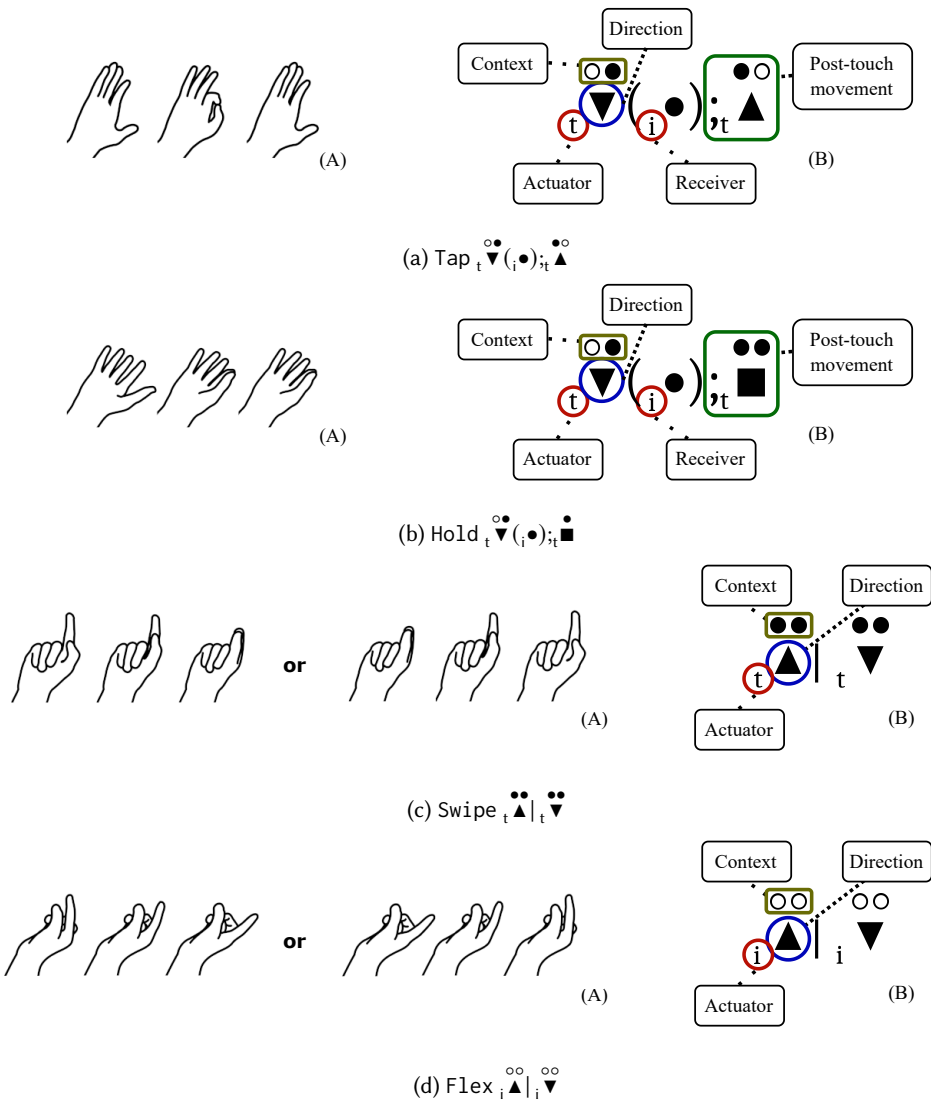 Direction
Context
Post-touch
movement
t ▼ ( i ● ) ; t ▲
(A)
Actuator
Receiver
(B)
(a) Tap t ○●▼(i●);t ●○▲
Direction
Context
Post-touch
movement
t ▼ ( i ● ) ; t ■
(A)
Actuator
Receiver
(B)
(b) Hold t ○●▼(i●);t ●■
Context
Direction
or
t ▲ | t ▼
(A)
Actuator
(B)
(c) Swipe t ●●▲| t ●●▼
Context
Direction
or
i ▲ | i ▼
(A)
Actuator
(B)
(d) Flex i ○○▲| i ○○▼